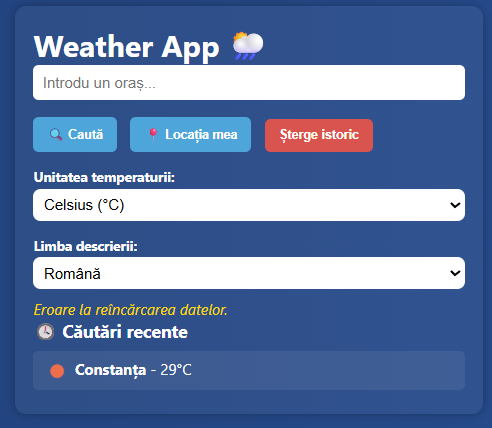 Weather App
Introdu un oraș...
Caută
Locația mea
Șterge istoric
Unitatea temperaturii:
Celsius (°C)
Limba descrierii:
Română
Eroare la reîncărcarea datelor.
Căutări recente
Constanța - 29°C